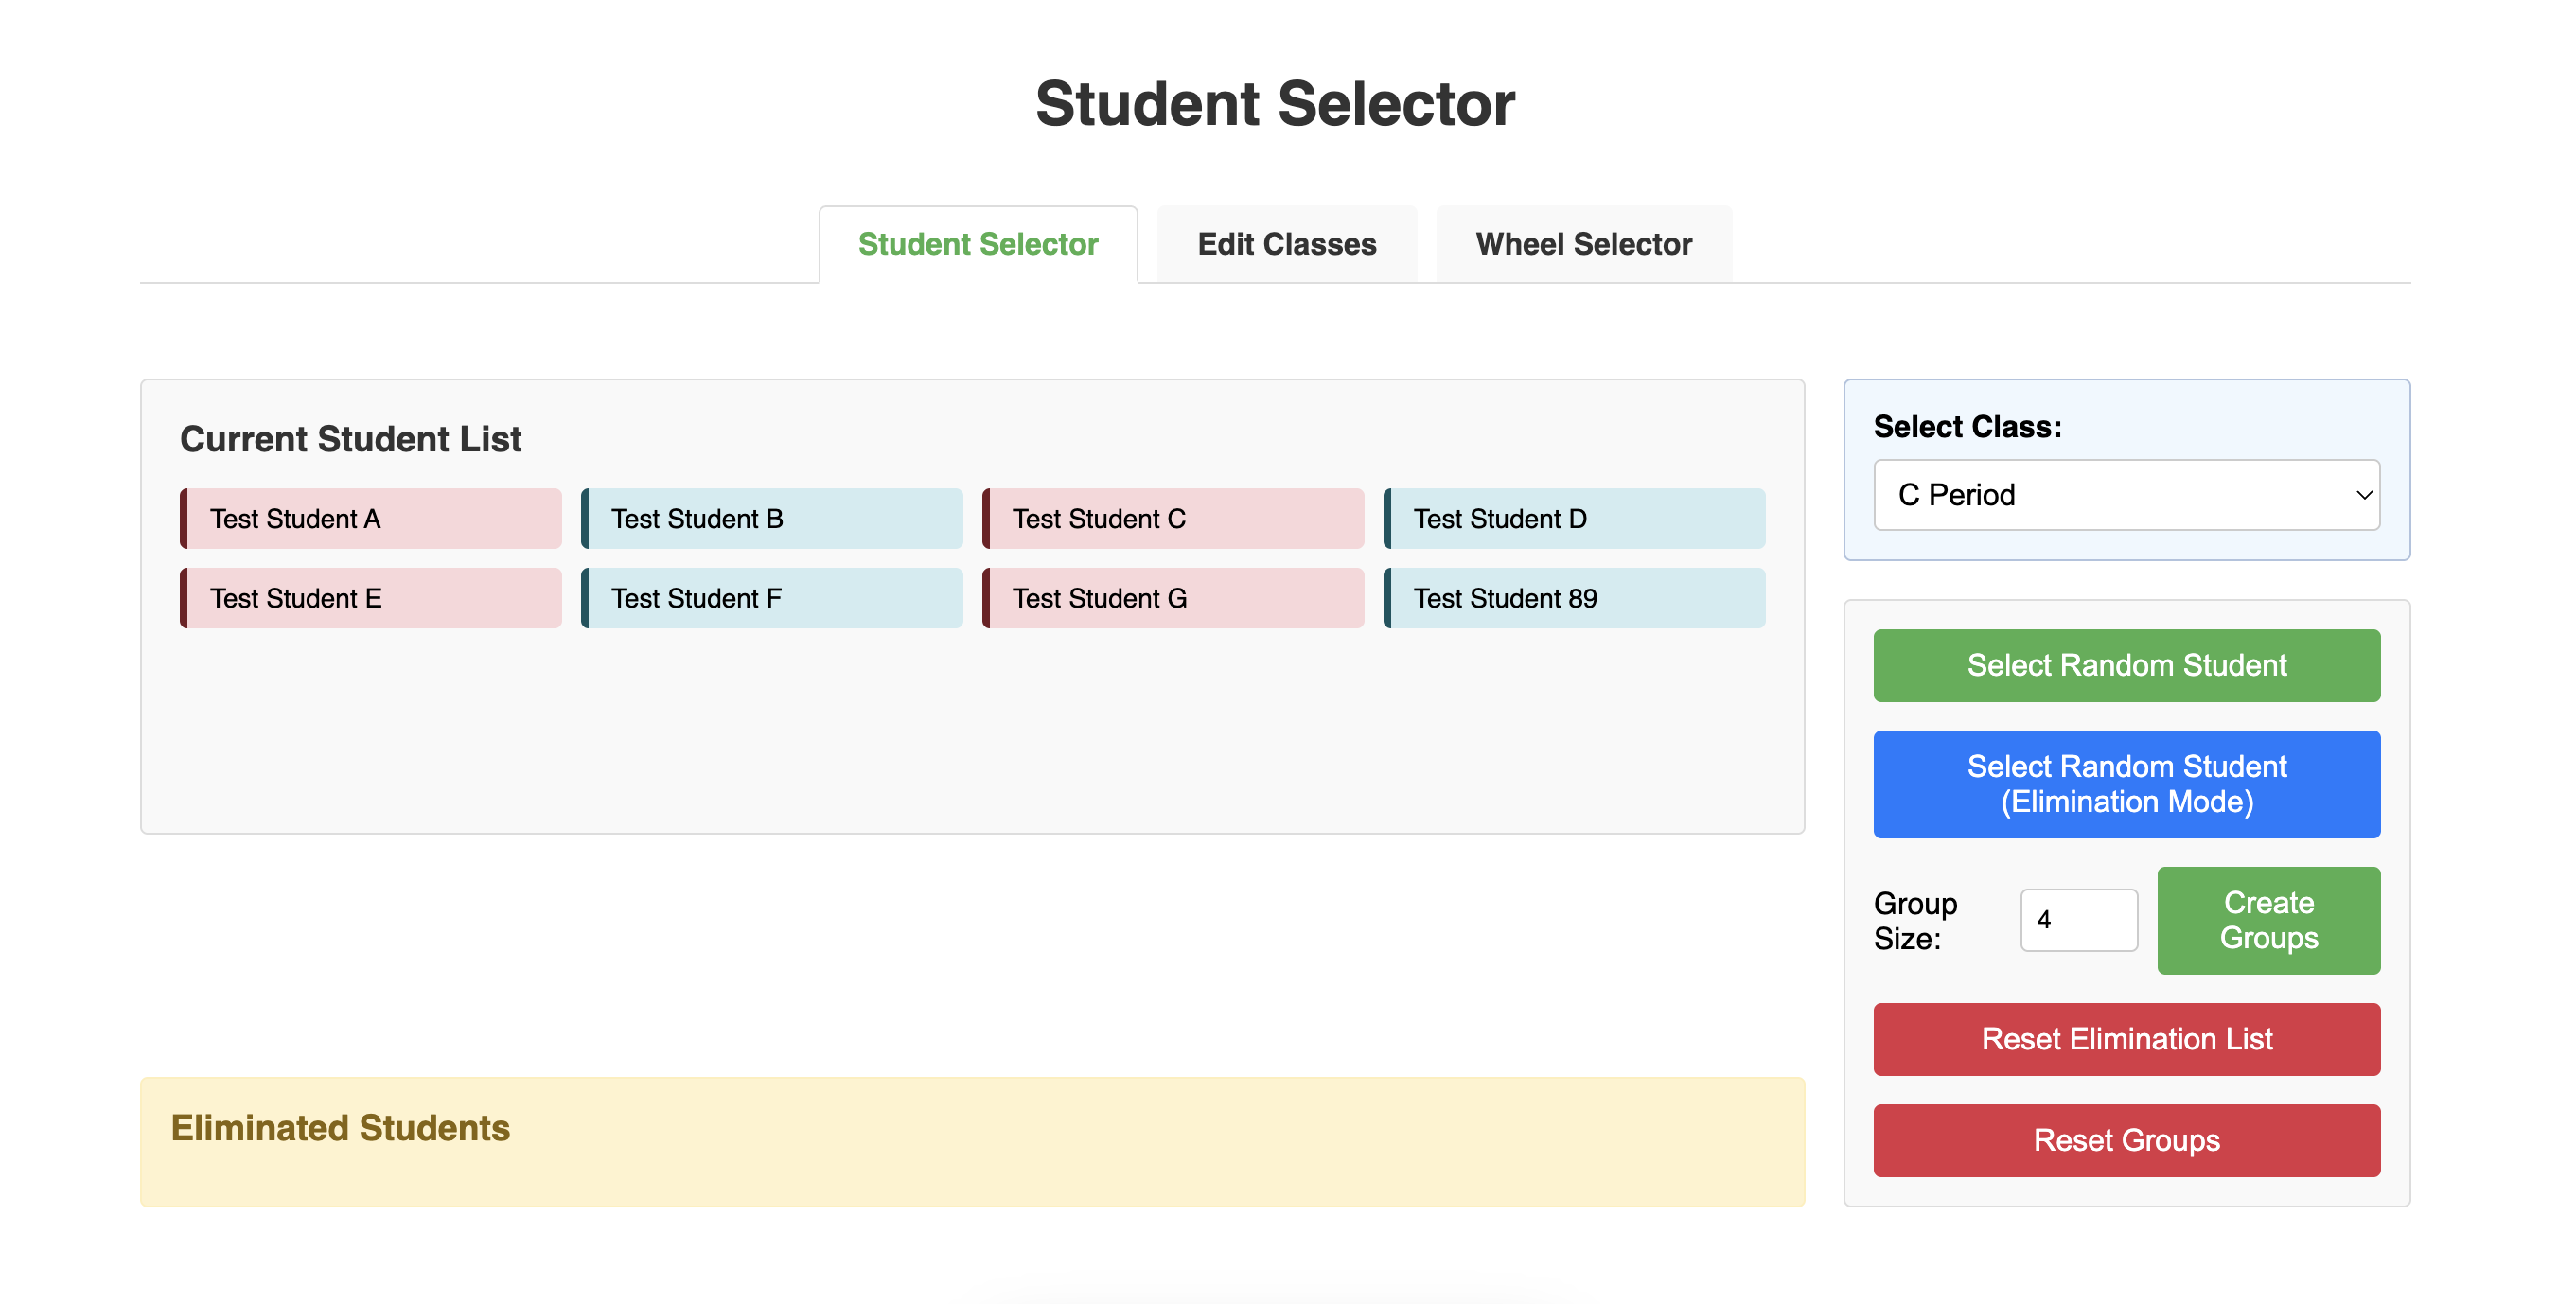 Student Selector
Student Selector
Edit Classes
Wheel Selector
Current Student List
Test Student A
Test Student B
Test Student C
Test Student D
Test Student E
Test Student F
Test Student G
Test Student 89
Eliminated Students
Select Class:
C Period
Select Random Student
Select Random Student
(Elimination Mode)
Group
Size:
4
Create
Groups
Reset Elimination List
Reset Groups